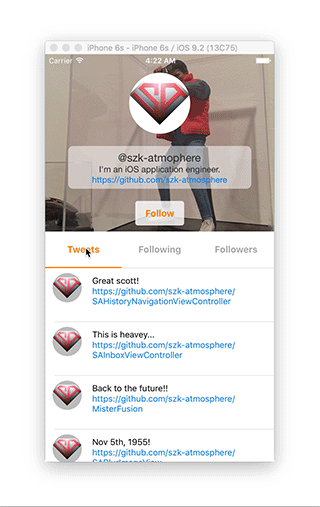 iPhone 6s – iPhone 6s / iOS 9.2 (13C75)
Carrier 4:22 AM
@szk-atmophere
I'm an iOS application engineer.
https://github.com/szk-atmosphere
Follow
Tweets Following Followers
Great scott!
https://github.com/szk-atmosphere/
SAHistoryNavigationViewController
This is heavey...
https://github.com/szk-atmosphere/
SAInboxViewController
Back to the future!!
https://github.com/szk-atmosphere/
MisterFusion
Nov 5th, 1955!
https://github.com/szk-atmosphere/